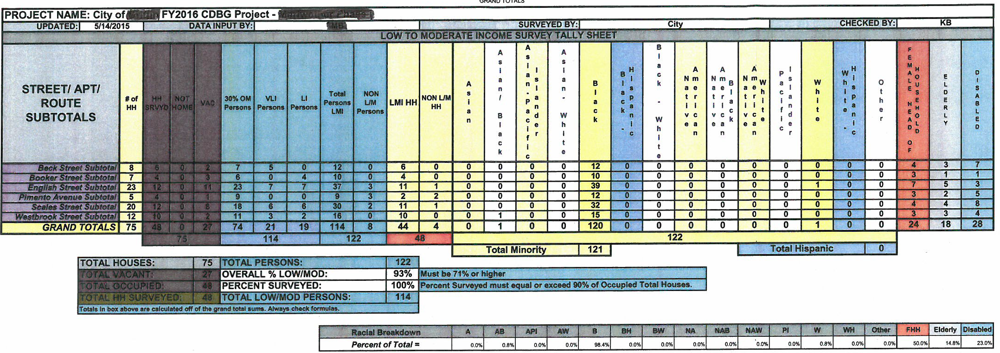 GRAND TOTALS
PROJECT NAME: City of FY2016 CDBG Project -
UPDATED: 5/14/2015 DATA INPUT BY: SURVEYED BY: City CHECKED BY: KB
LOW TO MODERATE INCOME SURVEY TALLY SHEET
STREET/ APT/ ROUTE SUBTOTALS # of HH HH SRVYD NOT HOME VAC 30% OM Persons VLI Persons LI Persons Total Persons LMI NON L/M Persons LMI HH NON L/M HH Asian Asian/ Black Asian-Pacific Islander Asian - White Black Black - Hispanic Black - White Native American Native American Black Native American White Pacific Islander White White - Hispanic Other FEMALE HEAD OF HOUSEHOLD ELDERLY DISABLED
Beck Street Subtotal 8 6 0 2 7 5 0 12 0 6 0 0 0 0 0 12 0 0 0 0 0 0 0 0 0 4 3 7
Booker Street Subtotal 7 4 0 3 6 0 4 10 0 4 0 0 0 0 0 10 0 0 0 0 0 0 0 0 0 3 1 1
English Street Subtotal 23 12 0 11 23 7 7 37 3 11 1 0 0 0 0 39 0 0 0 0 0 0 1 0 0 7 5 3
Pimento Avenue Subtotal 5 4 0 1 9 0 0 9 3 2 2 0 0 0 0 12 0 0 0 0 0 0 0 0 0 3 2 5
Scales Street Subtotal 20 12 0 8 18 6 6 30 2 11 1 0 0 0 0 32 0 0 0 0 0 0 0 0 0 4 4 8
Westbrook Street Subtotal 12 10 0 2 11 3 2 16 0 10 0 0 1 0 0 15 0 0 0 0 0 0 0 0 0 3 3 4
GRAND TOTALS 75 48 0 27 74 21 19 114 8 44 4 0 1 0 0 120 0 0 0 0 0 0 1 0 0 24 18 28
75 114 122 48 122
Total Minority 121 Total Hispanic 0
TOTAL HOUSES: 75 TOTAL PERSONS: 122
TOTAL VACANT: 27 OVERALL % LOW/MOD: 93% Must be 71% or higher
TOTAL OCCUPIED: 48 PERCENT SURVEYED: 100% Percent Surveyed must equal or exceed 90% of Occupied Total Houses.
TOTAL HH SURVEYED: 48 TOTAL LOW/MOD PERSONS: 114
Totals in box above are calculated off of the grand total sums. Always check formulas.
Racial Breakdown A AB API AW B BH BW NA NAB NAW PI W WH Other FHH Elderly Disabled
Percent of Total = 0.0% 0.8% 0.0% 0.0% 98.4% 0.0% 0.0% 0.0% 0.0% 0.0% 0.0% 0.8% 0.0% 0.0% 50.0% 14.8% 23.0%